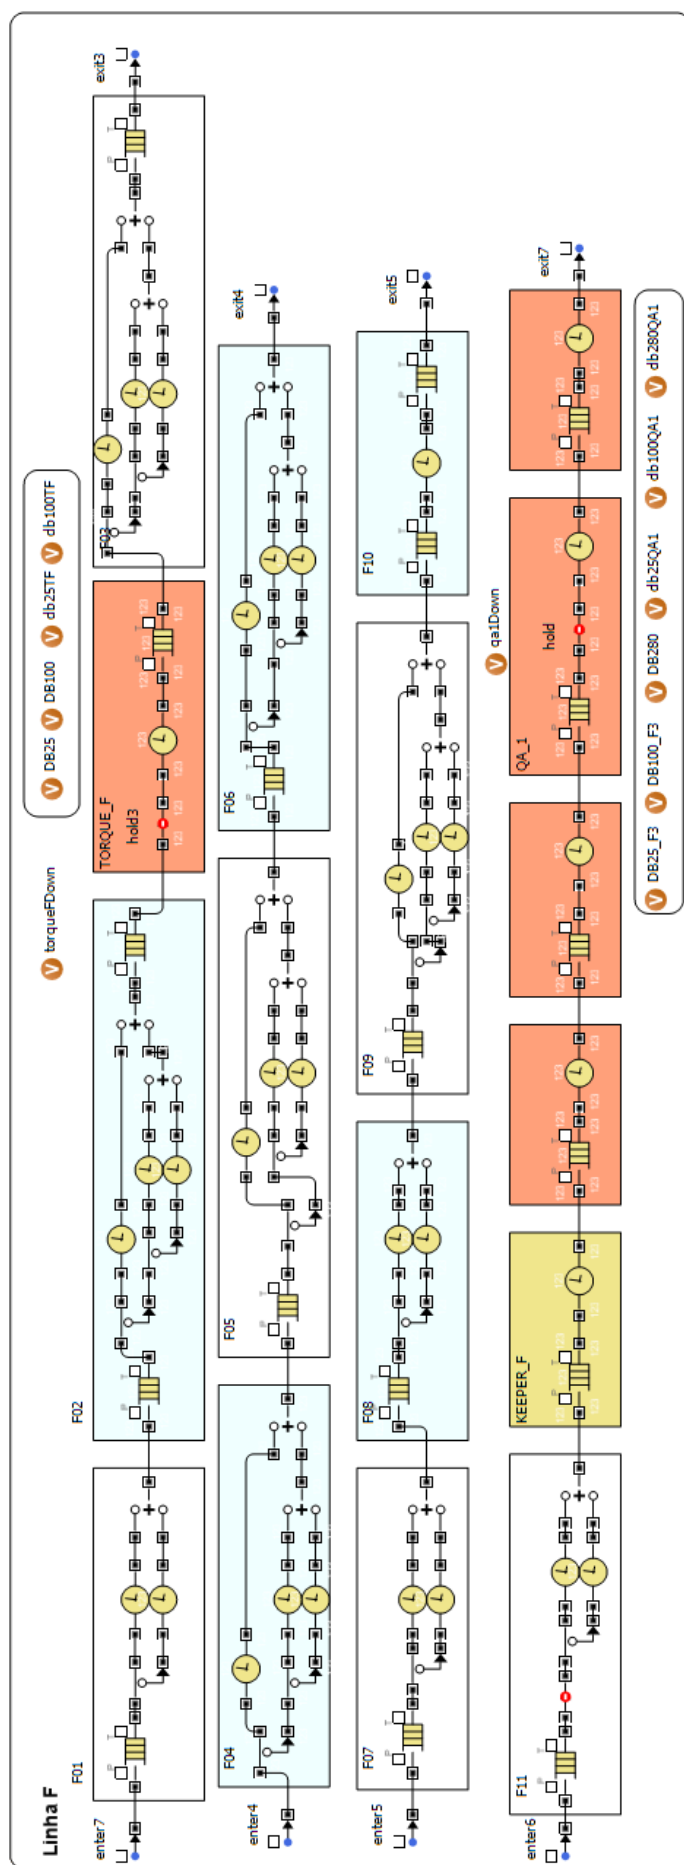 Linha F
torqueFDown
DB25
DB100
db25TF
db100TF
enter7
F01
F02
TORQUE_F
hold3
F03
exit3
enter4
F04
F05
F06
exit4
enter5
F07
F08
F09
F10
exit5
qa1Down
enter6
F11
KEEPER_F
QA_1
hold
exit7
DB25_F3
DB100_F3
DB280
db25QA1
db100QA1
db280QA1